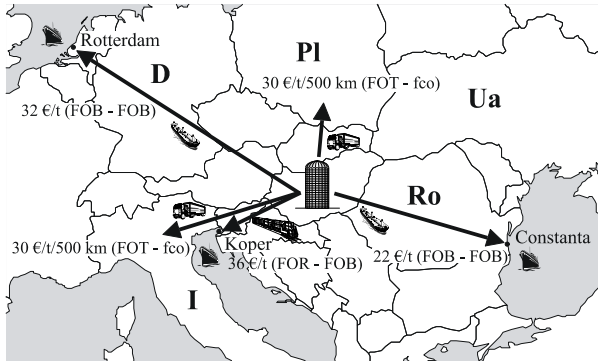 Rotterdam
D
Pl
30 €/t/500 km (FOT - fco)
Ua
32 €/t (FOB - FOB)
Ro
Constanta
30 €/t/500 km (FOT - fco)
Koper
36 €/t (FOR - FOB)
22 €/t (FOB - FOB)
I